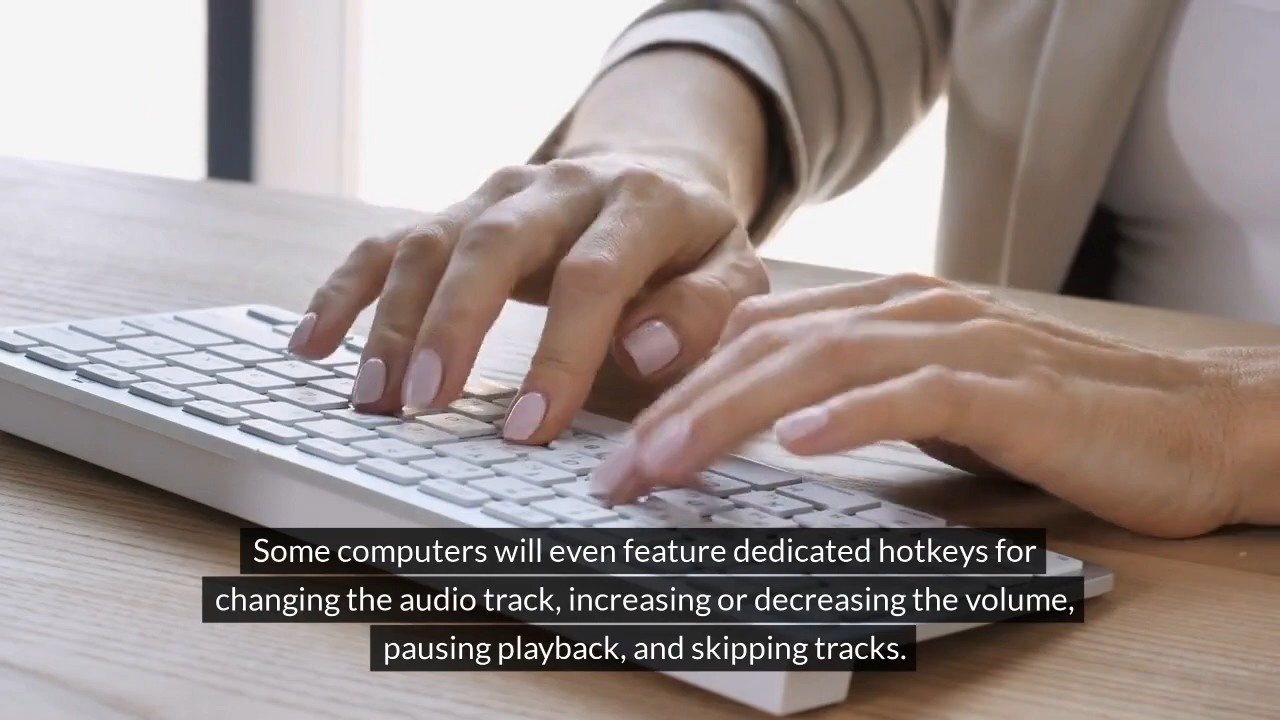 Some computers will even feature dedicated hotkeys for
changing the audio track, increasing or decreasing the volume,
pausing playback, and skipping tracks.